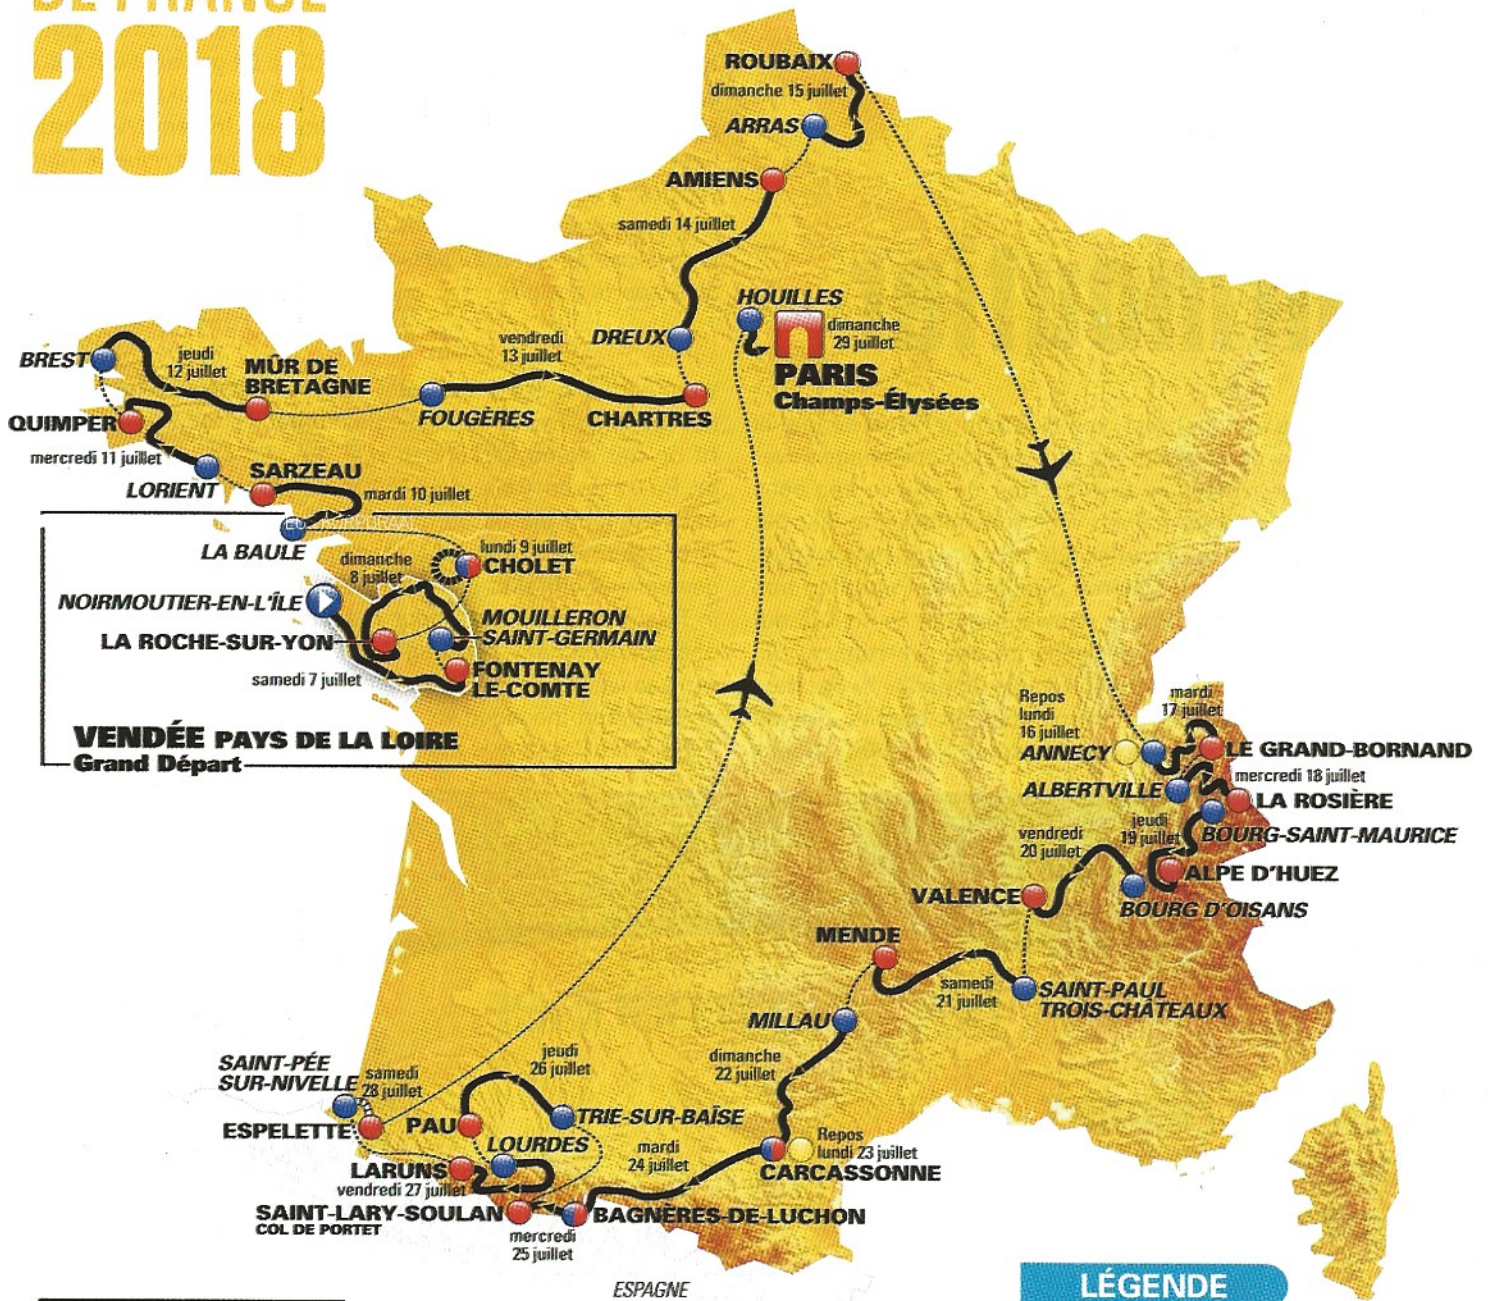 DE FRANCE
2018
ROUBAIX
dimanche 15 juillet
ARRAS
AMIENS
samedi 14 juillet
HOUILLES
dimanche
29 juillet
PARIS
Champs-Élysées
DREUX
vendredi
13 juillet
BREST
jeudi
12 juillet
MÛR DE
BRETAGNE
FOUGÈRES
CHARTRES
QUIMPER
mercredi 11 juillet
LORIENT
SARZEAU
mardi 10 juillet
LA BAULE
lundi 9 juillet
CHOLET
dimanche
8 juillet
NOIRMOUTIER-EN-L'ÎLE
MOUILLERON
SAINT-GERMAIN
LA ROCHE-SUR-YON
FONTENAY
LE-COMTE
samedi 7 juillet
VENDÉE PAYS DE LA LOIRE
Grand Départ
Repos
lundi
16 juillet
ANNECY
mardi
17 juillet
LE GRAND-BORNAND
ALBERTVILLE
mercredi 18 juillet
LA ROSIÈRE
jeudi
19 juillet
BOURG-SAINT-MAURICE
vendredi
20 juillet
ALPE D'HUEZ
VALENCE
BOURG D'OISANS
MENDE
samedi
21 juillet
SAINT-PAUL
TROIS-CHÂTEAUX
MILLAU
dimanche
22 juillet
SAINT-PÉE
SUR-NIVELLE
samedi
28 juillet
jeudi
26 juillet
ESPELETTE
PAU
TRIE-SUR-BAÏSE
LOURDES
mardi
24 juillet
Repos
lundi 23 juillet
CARCASSONNE
LARUNS
vendredi 27 juillet
SAINT-LARY-SOULAN
COL DE PORTET
BAGNÈRES-DE-LUCHON
mercredi
25 juillet
ESPAGNE
LÉGENDE